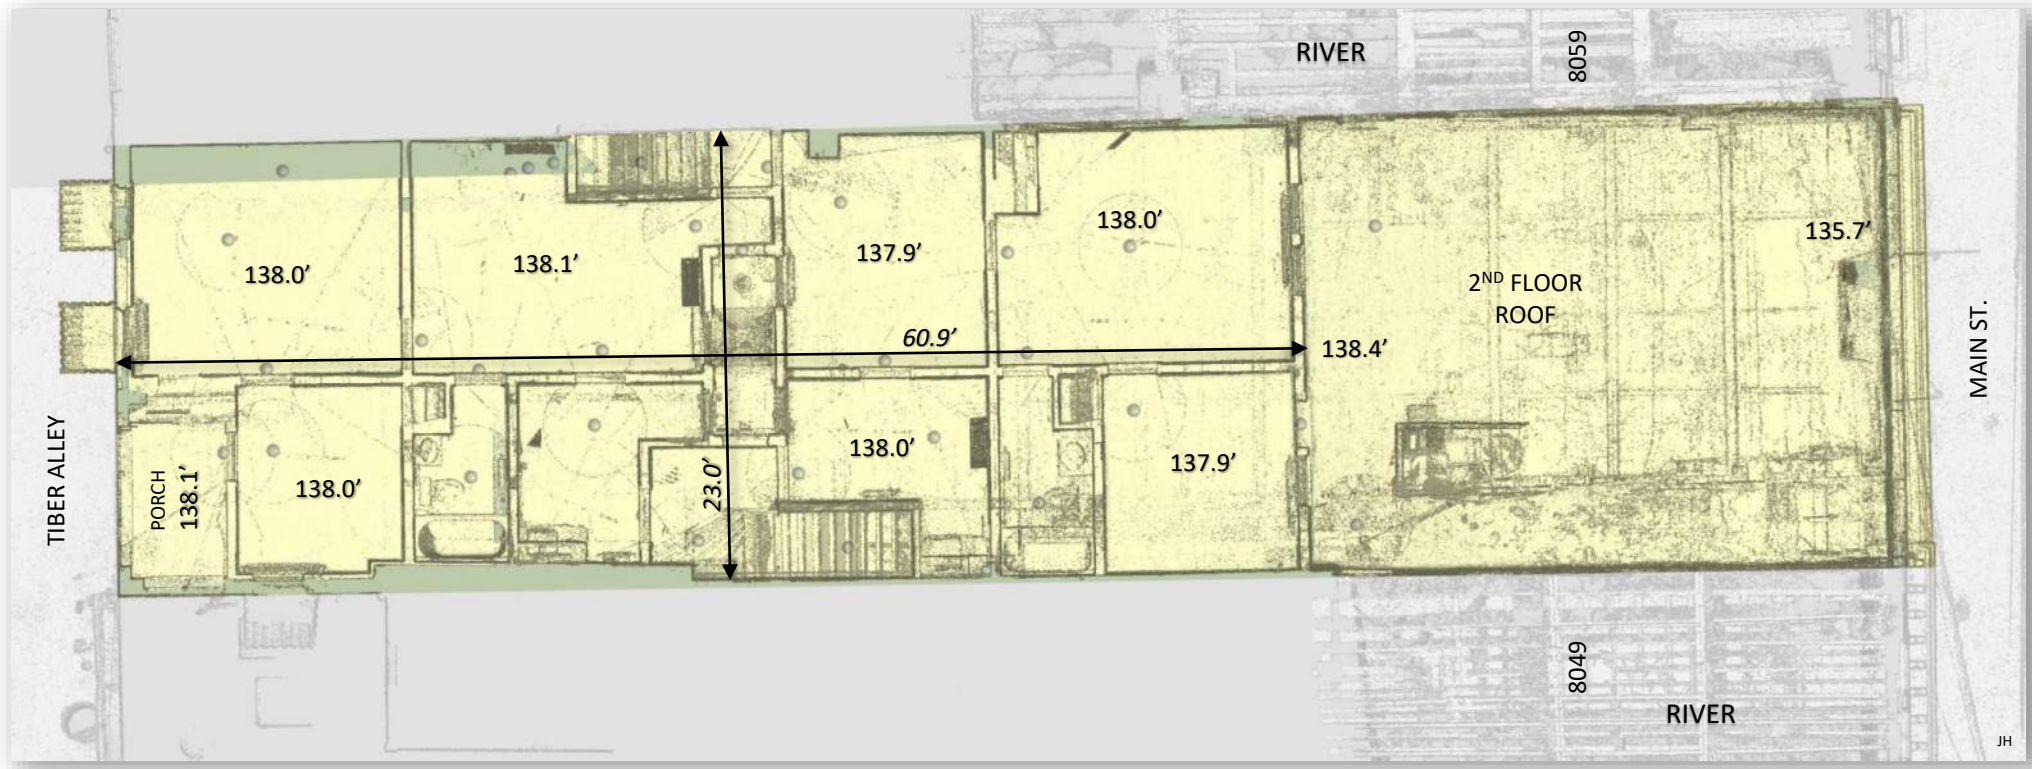 RIVER
8059
138.0’
138.1’
137.9’
138.0’
135.7’
2ND FLOOR
ROOF
60.9’
138.4’
MAIN ST.
TIBER ALLEY
PORCH
138.1’
138.0’
23.0’
138.0’
137.9’
8049
RIVER
JH